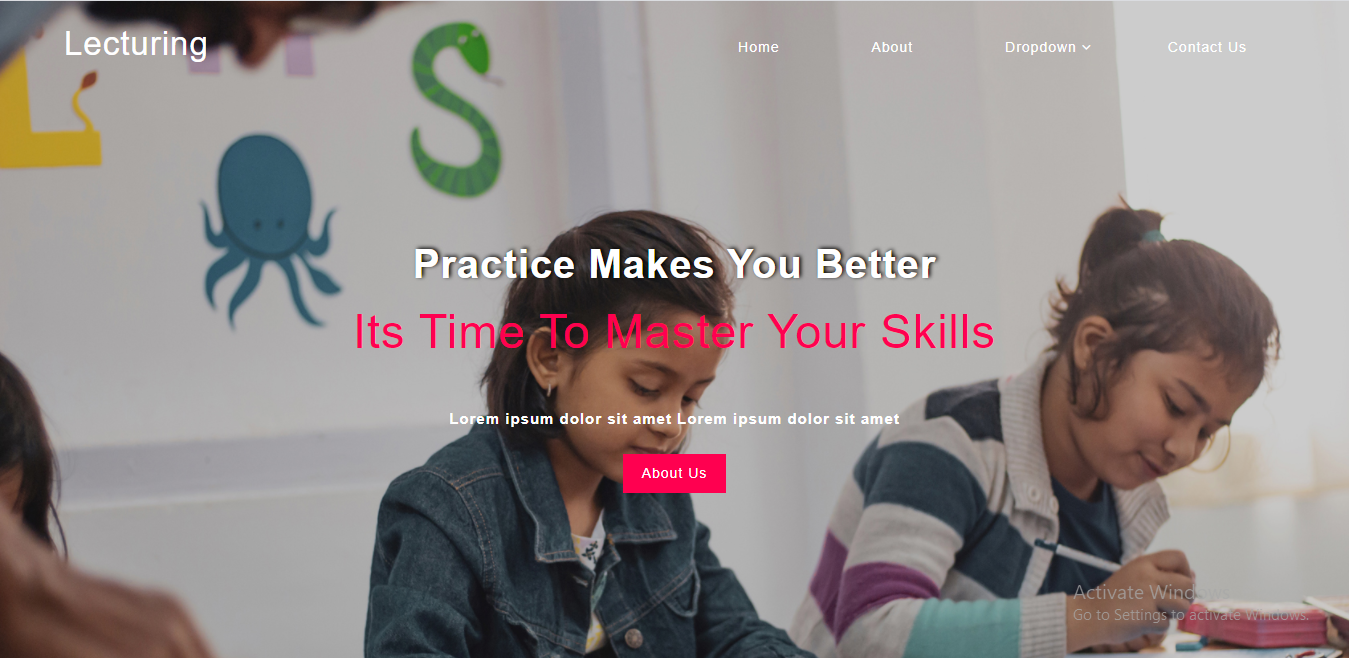 Lecturing
Home About Dropdown Contact Us
Practice Makes You Better
Its Time To Master Your Skills
Lorem ipsum dolor sit amet Lorem ipsum dolor sit amet
About Us
Activate Windows
Go to Settings to activate Windows.